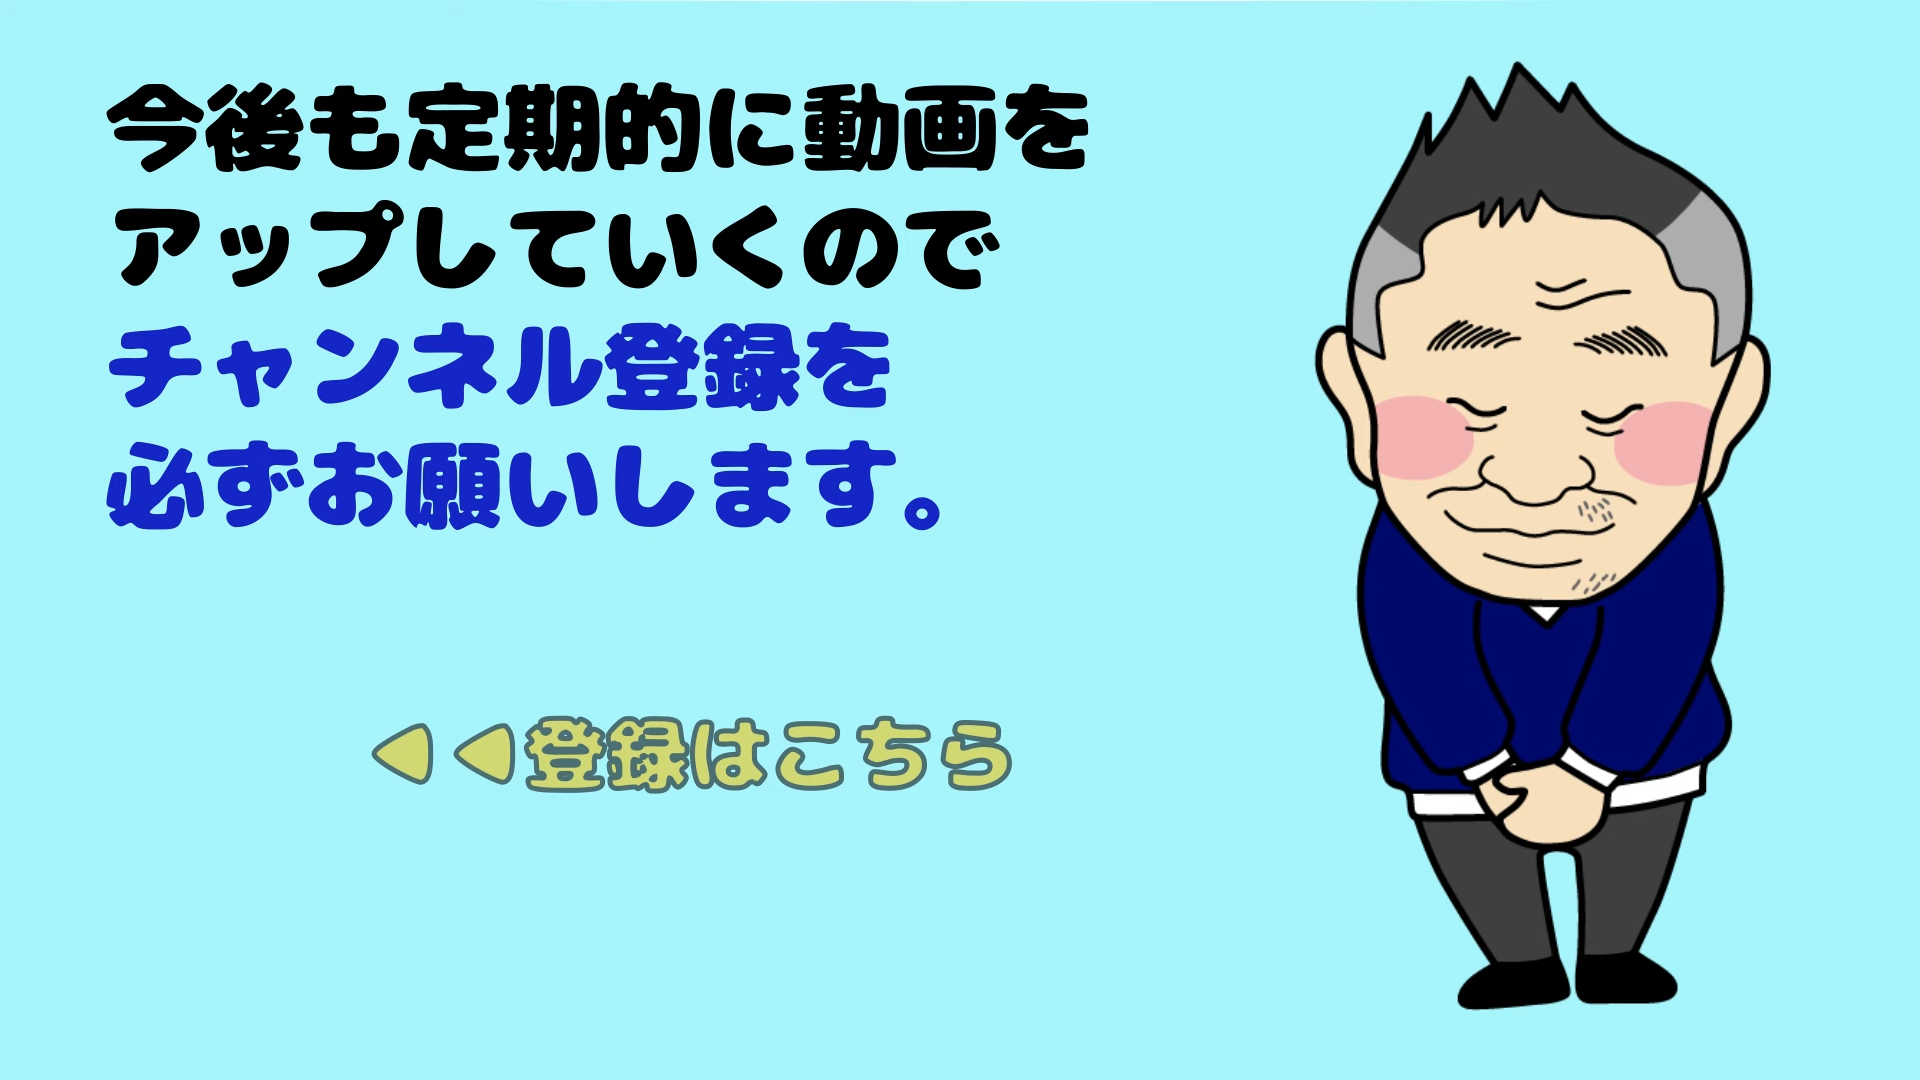 今後も定期的に動画を
アップしていくので
チャンネル登録を
必ずお願いします。
◀◀登録はこちら